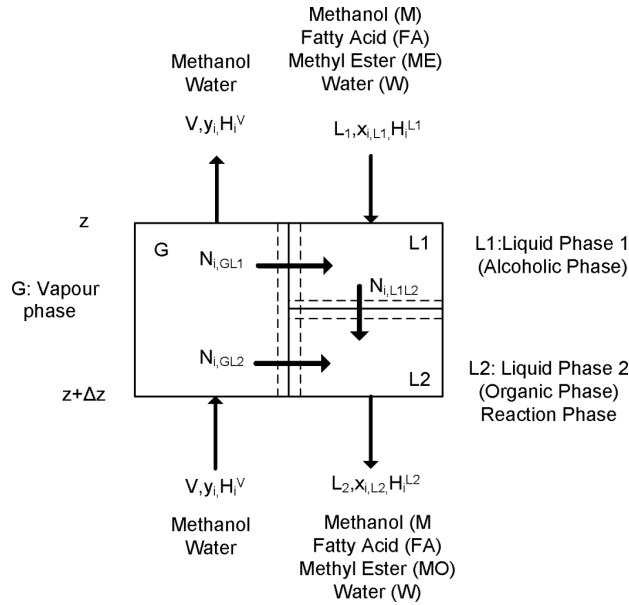 Methanol (M)
Fatty Acid (FA)
Methyl Ester (ME)
Water (W)
Methanol
Water
V,yᵢ,Hᵢⱽ
L₁,xᵢ,L₁,Hᵢᴸ¹
z
G
L1
L1:Liquid Phase 1
(Alcoholic Phase)
Nᵢ,GL1
Nᵢ,L1L2
G: Vapour
phase
Nᵢ,GL2
L2
L2: Liquid Phase 2
(Organic Phase)
Reaction Phase
z+Δz
V,yᵢ,Hᵢⱽ
L₂,xᵢ,L₂,Hᵢᴸ²
Methanol
Water
Methanol (M
Fatty Acid (FA)
Methyl Ester (MO)
Water (W)